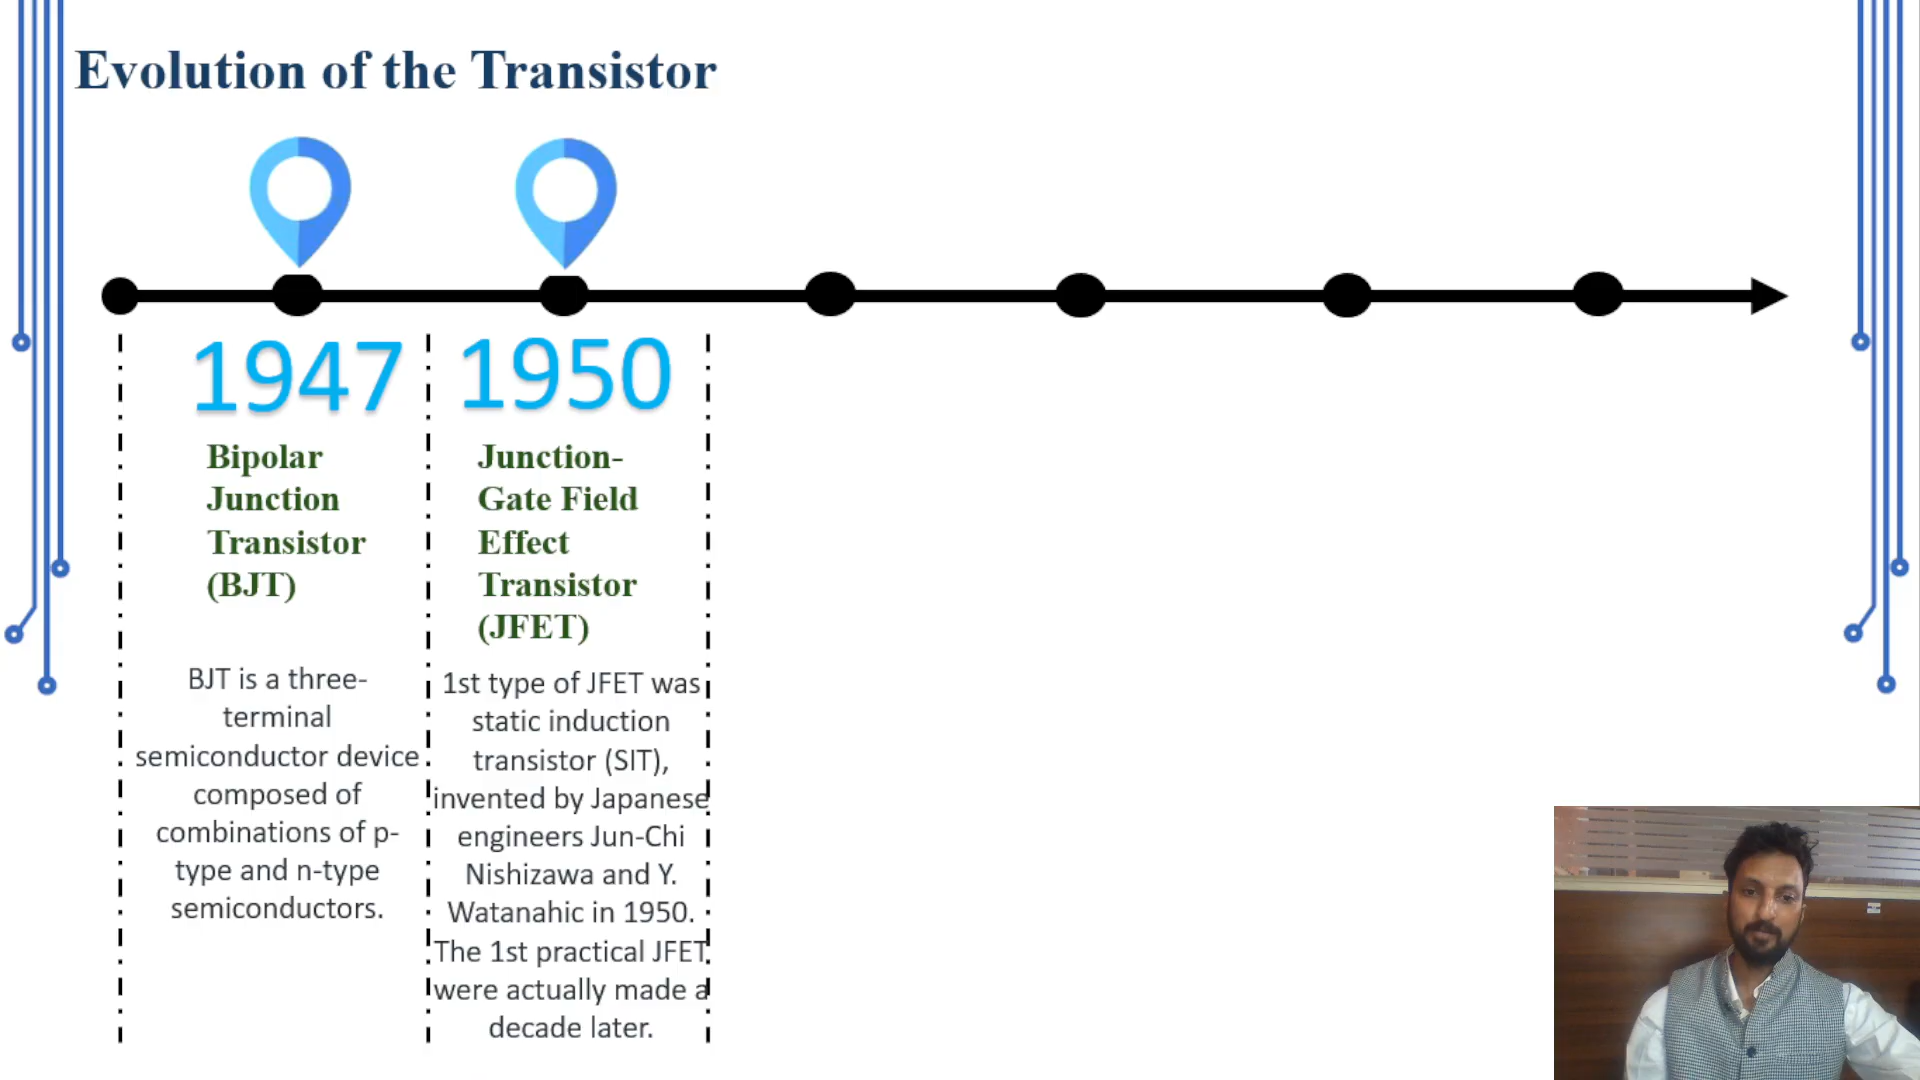 Evolution of the Transistor
1947
Bipolar
Junction
Transistor
(BJT)
BJT is a three-
terminal
semiconductor device
composed of
combinations of p-
type and n-type
semiconductors.
1950
Junction-
Gate Field
Effect
Transistor
(JFET)
1st type of JFET was
static induction
transistor (SIT),
invented by Japanese
engineers Jun-Chi
Nishizawa and Y.
Watanahic in 1950.
The 1st practical JFET
were actually made a
decade later.